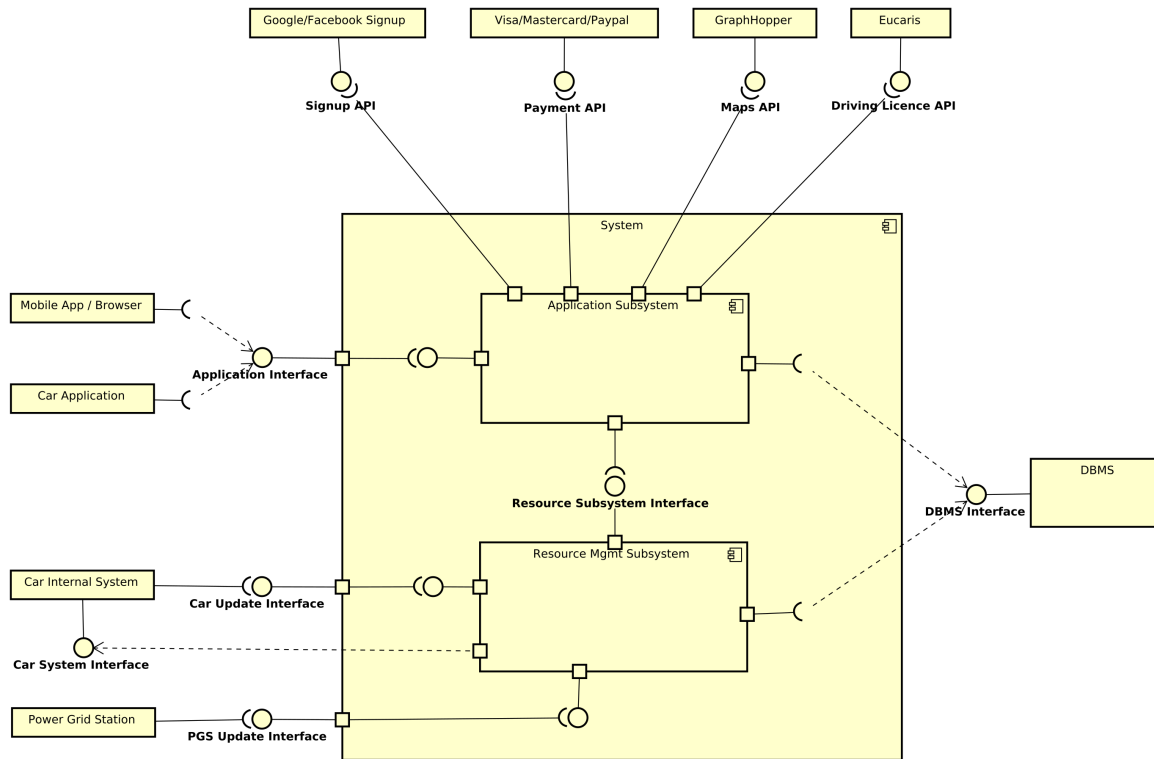 Google/Facebook Signup
Visa/Mastercard/Paypal
GraphHopper
Eucaris
Signup API
Payment API
Maps API
Driving Licence API
System
Mobile App / Browser
Application Subsystem
Application Interface
Car Application
DBMS
Resource Subsystem Interface
DBMS Interface
Resource Mgmt Subsystem
Car Internal System
Car Update Interface
Car System Interface
Power Grid Station
PGS Update Interface